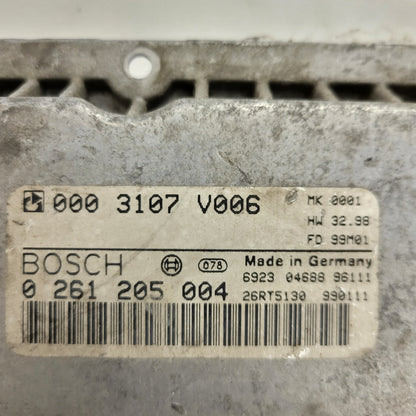 000 3107 V006
MK 0001
HW 32.98
FD 99M01
BOSCH 078 Made in Germany
6923 04688 96111
0 261 205 004
26RT5130 990111